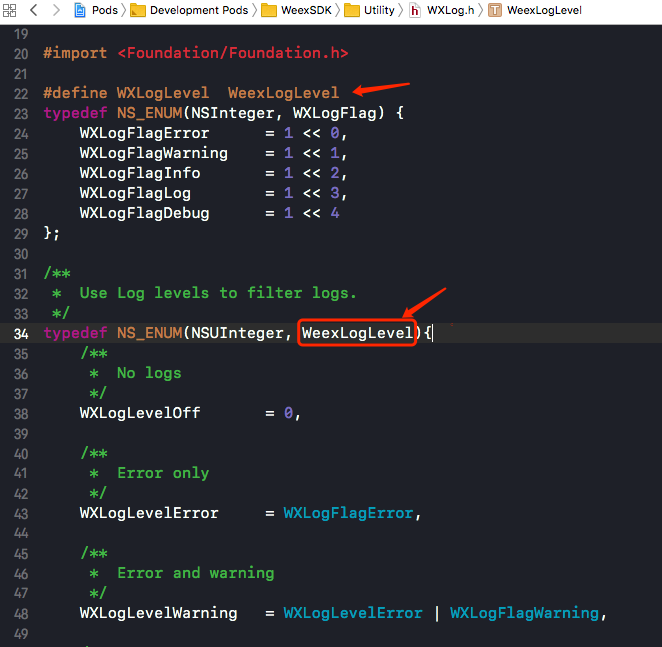 Pods Development Pods WeexSDK Utility WXLog.h WeexLogLevel
19
20 #import <Foundation/Foundation.h>
21
22 #define WXLogLevel  WeexLogLevel
23 typedef NS_ENUM(NSInteger, WXLogFlag) {
24     WXLogFlagError      = 1 << 0,
25     WXLogFlagWarning    = 1 << 1,
26     WXLogFlagInfo       = 1 << 2,
27     WXLogFlagLog        = 1 << 3,
28     WXLogFlagDebug      = 1 << 4
29 };
30
31 /**
32  *  Use Log levels to filter logs.
33  */
34 typedef NS_ENUM(NSUInteger, WeexLogLevel){
35     /**
36      *  No logs
37      */
38     WXLogLevelOff       = 0,
39
40     /**
41      *  Error only
42      */
43     WXLogLevelError     = WXLogFlagError,
44
45     /**
46      *  Error and warning
47      */
48     WXLogLevelWarning   = WXLogLevelError | WXLogFlagWarning,
49